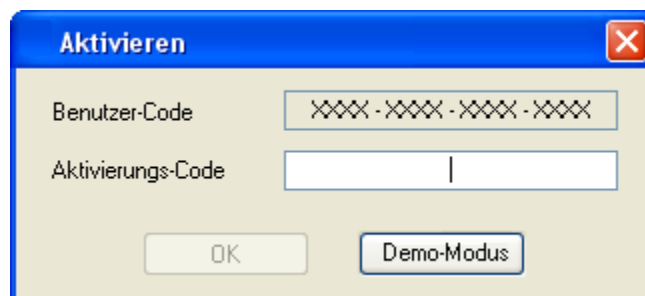 Aktivieren
Benutzer-Code XXXX - XXXX - XXXX - XXXX
Aktivierungs-Code
OK Demo-Modus